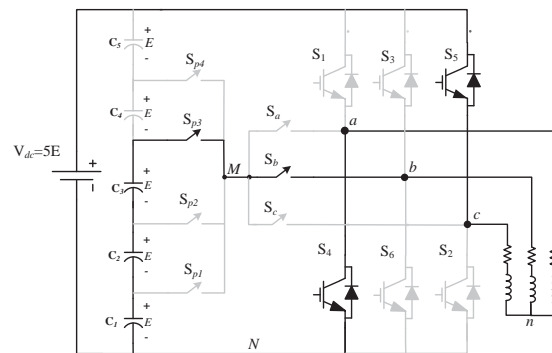 C5 + E -
Sp4
S1
S3
S5
C4 + E -
Sp3
Sa
a
Vdc=5E
+
-
M
Sb
b
C3 + E -
Sp2
Sc
c
C2 + E -
Sp1
S4
S6
S2
C1 + E -
n
N